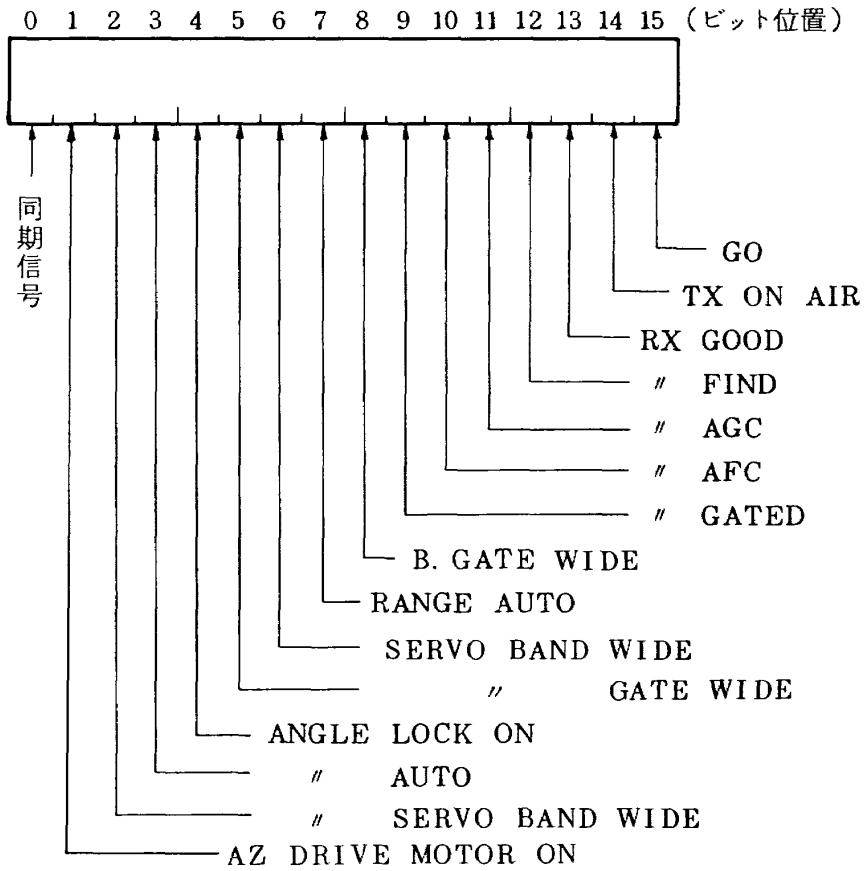 0 1 2 3 4 5 6 7 8 9 10 11 12 13 14 15 (ビット位置)
同期信号
GO
TX ON AIR
RX GOOD
〃 FIND
〃 AGC
〃 AFC
〃 GATED
B. GATE WIDE
RANGE AUTO
SERVO BAND WIDE
〃 GATE WIDE
ANGLE LOCK ON
〃 AUTO
〃 SERVO BAND WIDE
AZ DRIVE MOTOR ON